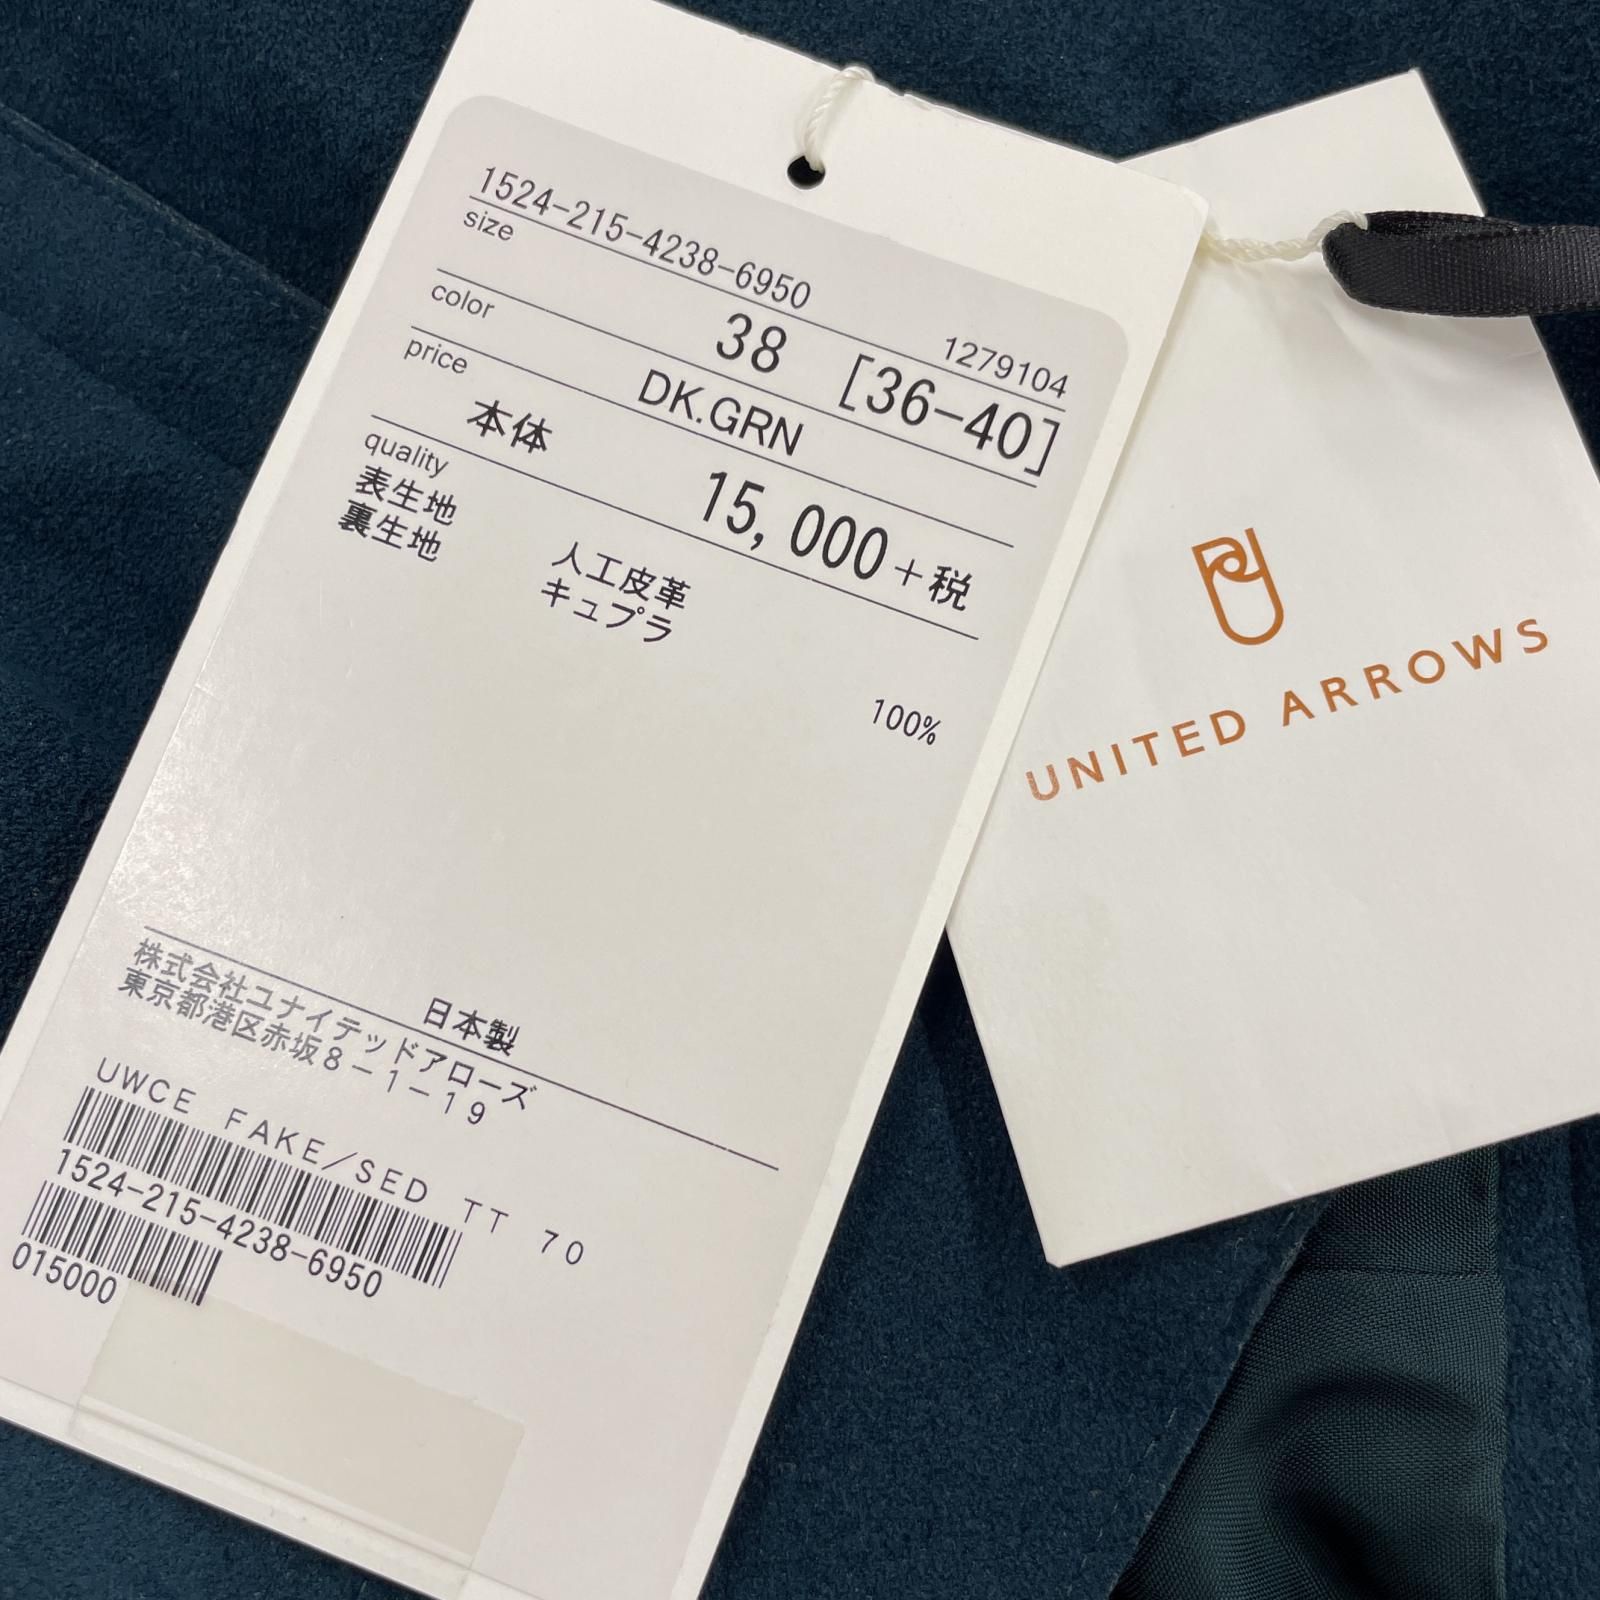 1524-215-4238-6950
size
1279104
38 [36-40]
color
DK.GRN
price
本体 15,000+税
quality
表生地 人工皮革
裏生地 キュプラ
100%
日本製
株式会社ユナイテッドアローズ
東京都港区赤坂8-1-19
UWCE FAKE/SED TT 70
1524-215-4238-6950
015000
UNITED ARROWS